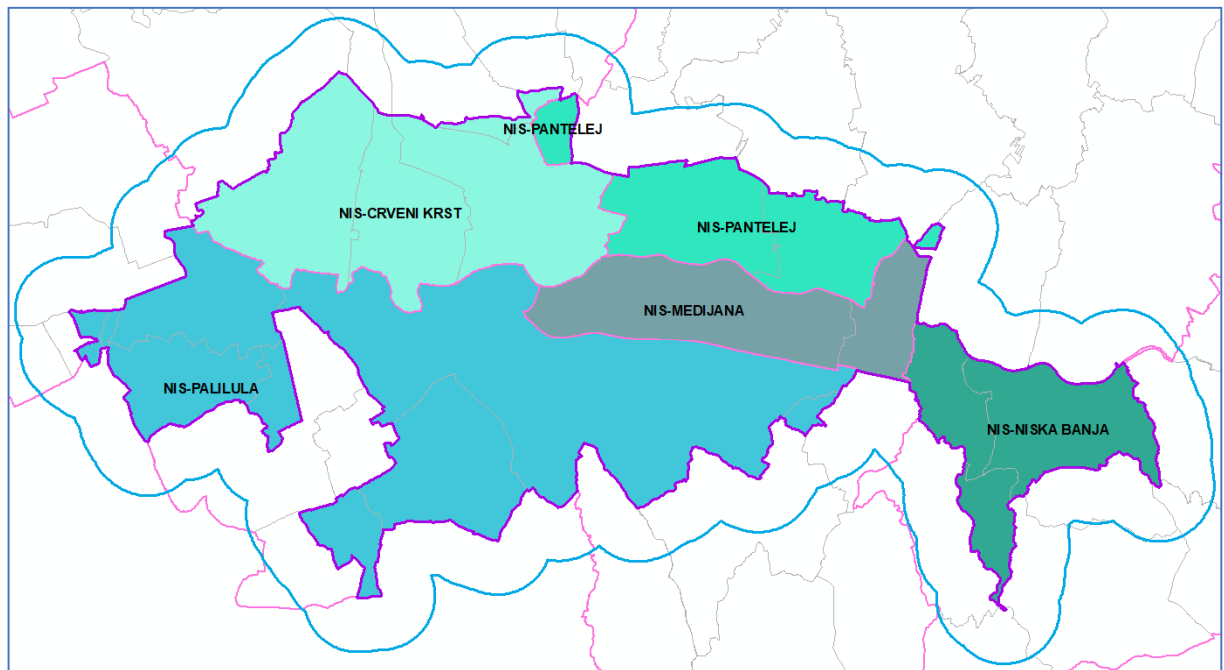 NIS-PANTELEJ
NIS-CRVENI KRST
NIS-PANTELEJ
NIS-MEDIJANA
NIS-PALILULA
NIS-NISKA BANJA